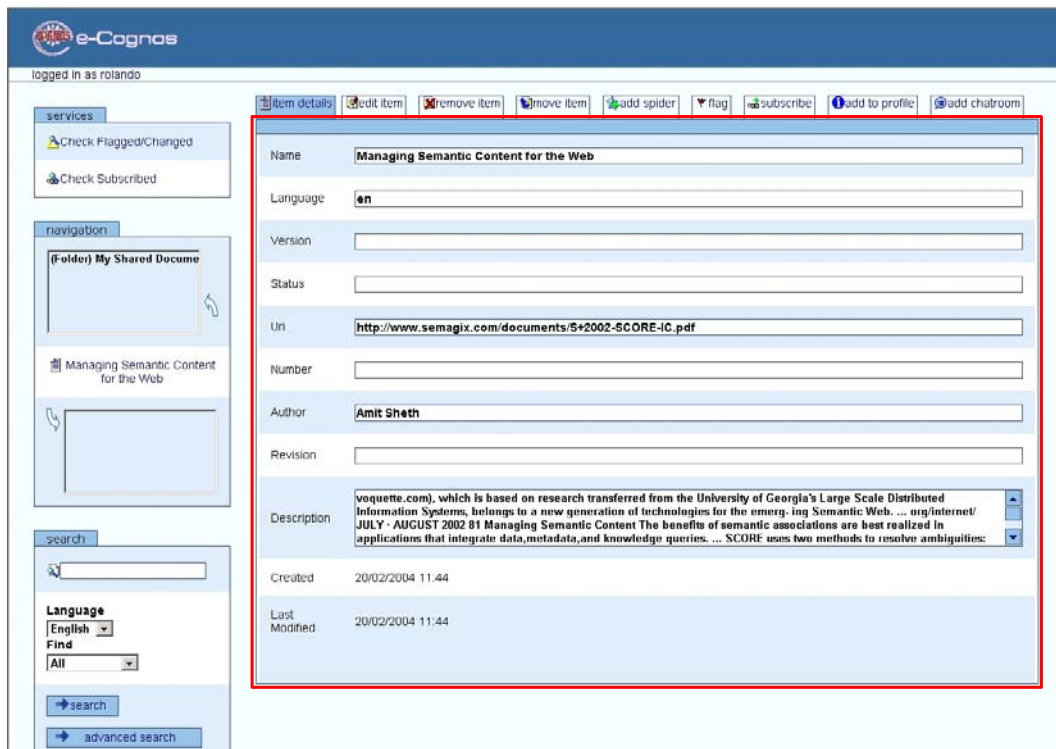 e-Cognos
logged in as rolando
services
Check Flagged/Changed
Check Subscribed
navigation
(Folder) My Shared Docume
Managing Semantic Content
for the Web
search
Language
English
Find
All
search
advanced search
item details edit item remove item move item add spider flag subscribe add to profile add chatroom
Name Managing Semantic Content for the Web
Language en
Version
Status
Uri http://www.semagix.com/documents/S+2002-SCORE-IC.pdf
Number
Author Amit Sheth
Revision
Description
voquette.com), which is based on research transferred from the University of Georgia's Large Scale Distributed
Information Systems, belongs to a new generation of technologies for the emerg- ing Semantic Web. ... org/internet/
JULY · AUGUST 2002 81 Managing Semantic Content The benefits of semantic associations are best realized in
applications that integrate data,metadata,and knowledge queries. ... SCORE uses two methods to resolve ambiguities:
Created 20/02/2004 11:44
Last
Modified 20/02/2004 11:44